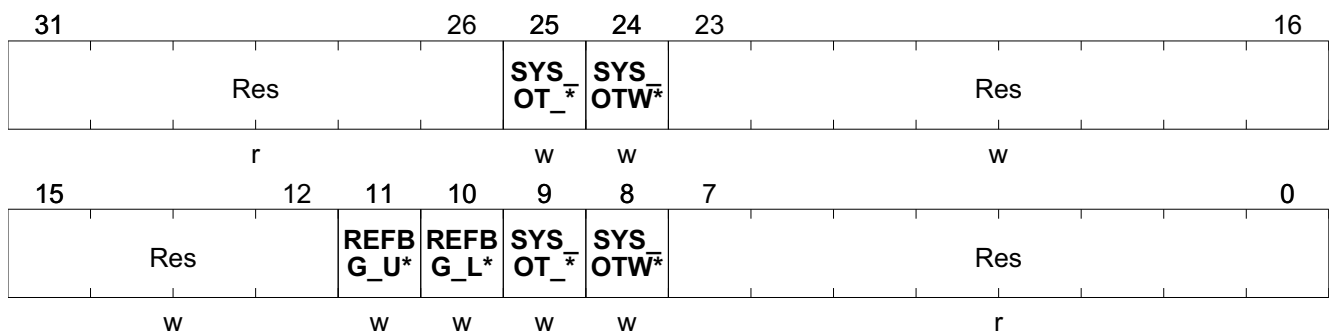 31 26 25 24 23 16
Res SYS_ SYS_ Res
OT_* OTW*
r w w w
15 12 11 10 9 8 7 0
Res REFB REFB SYS_ SYS_ Res
G_U* G_L* OT_* OTW*
w w w w w r